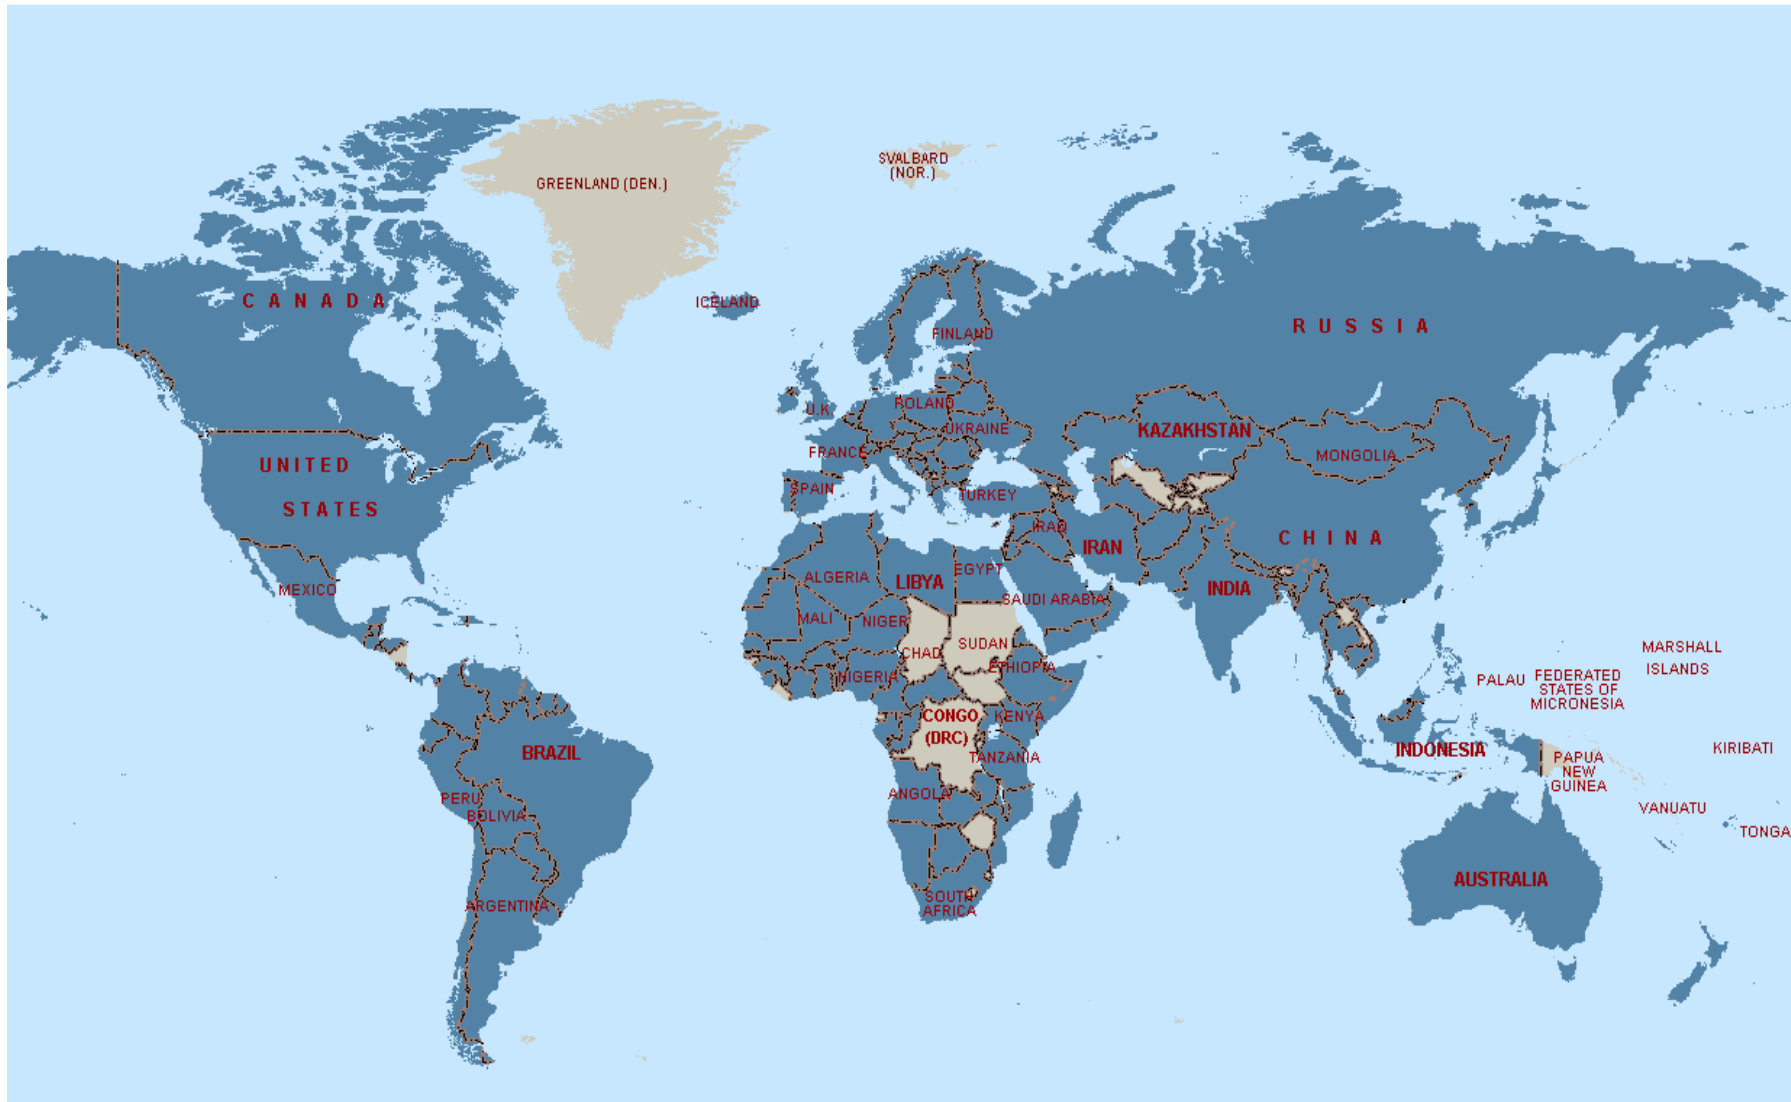 GREENLAND (DEN.)
SVALBARD
(NOR.)
C A N A D A
ICELAND
FINLAND
R U S S I A
U.K.
POLAND
UKRAINE
KAZAKHSTAN
MONGOLIA
FRANCE
UNITED
STATES
SPAIN
TURKEY
IRAQ
IRAN
C H I N A
MEXICO
ALGERIA
LIBYA
EGYPT
SAUDI ARABIA
INDIA
MALI
NIGER
CHAD
SUDAN
NIGERIA
ETHIOPIA
MARSHALL
ISLANDS
PALAU
FEDERATED
STATES OF
MICRONESIA
CONGO
(DRC)
KENYA
TANZANIA
BRAZIL
INDONESIA
KIRIBATI
PAPUA
NEW
GUINEA
PERU
BOLIVIA
ANGOLA
VANUATU
TONGA
AUSTRALIA
ARGENTINA
SOUTH
AFRICA